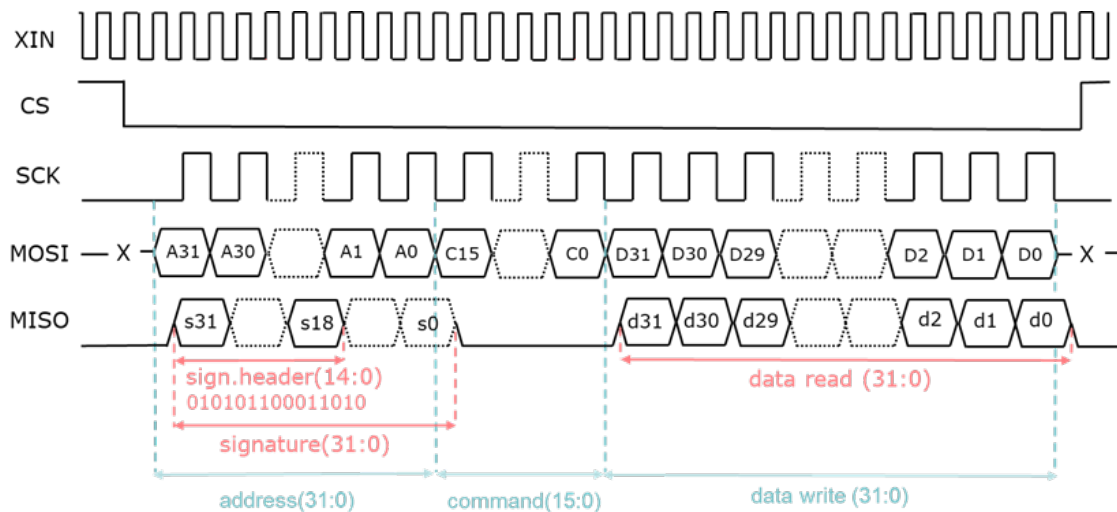 XIN
CS
SCK
MOSI X A31 A30 A1 A0 C15 C0 D31 D30 D29 D2 D1 D0 X
MISO s31 s18 s0 d31 d30 d29 d2 d1 d0
sign.header(14:0)
010101100011010
signature(31:0)
data read (31:0)
address(31:0) command(15:0) data write (31:0)